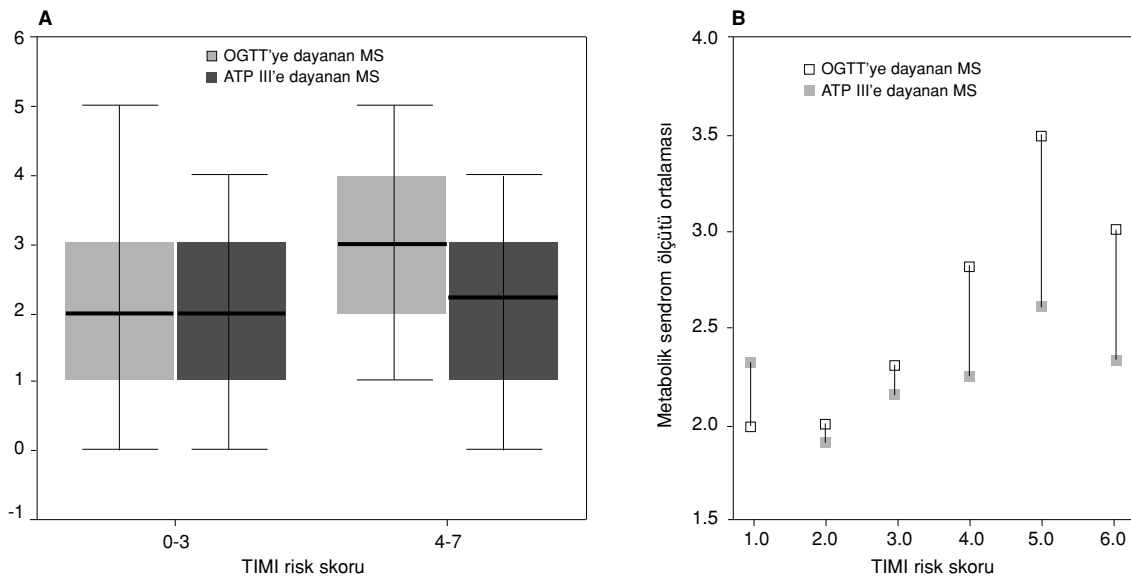 A
6
5
4
3
2
1
0
-1
OGTT'ye dayanan MS
ATP III'e dayanan MS
0-3
4-7
TIMI risk skoru
B
4.0
3.5
3.0
2.5
2.0
1.5
Metabolik sendrom ölçütü ortalaması
OGTT'ye dayanan MS
ATP III'e dayanan MS
1.0
2.0
3.0
4.0
5.0
6.0
TIMI risk skoru